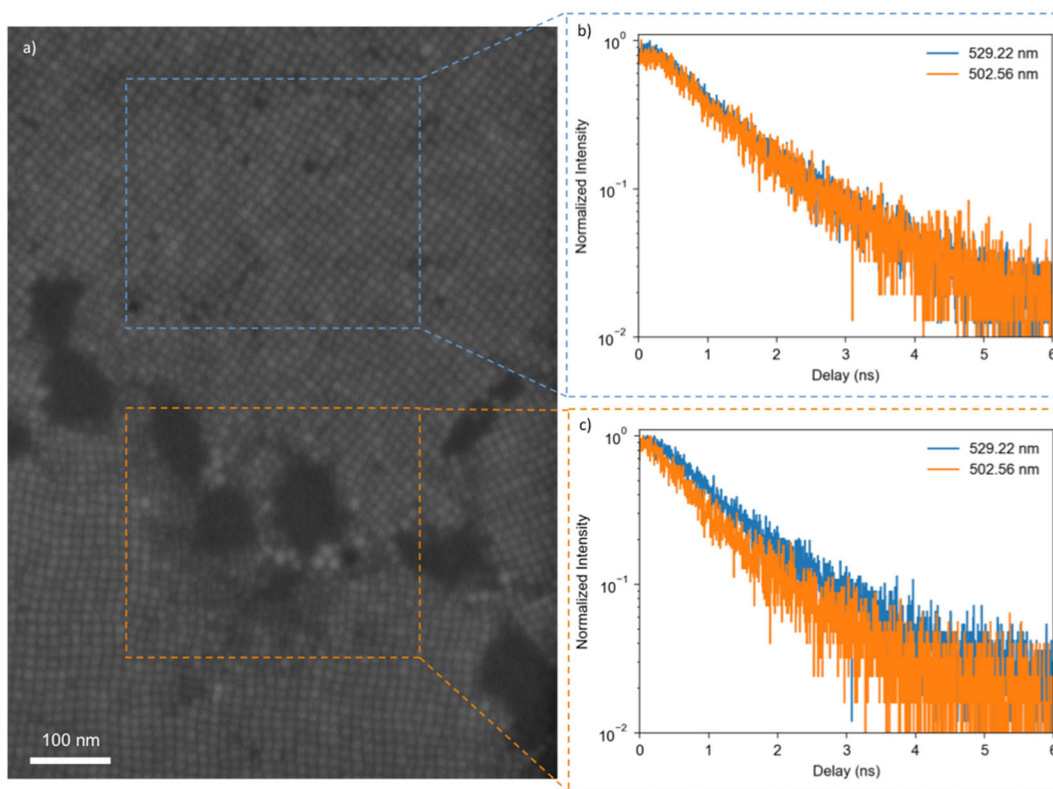 a)
100 nm
b)
529.22 nm
502.56 nm
Normalized Intensity
10⁰
10⁻¹
10⁻²
0 1 2 3 4 5 6
Delay (ns)
c)
529.22 nm
502.56 nm
Normalized Intensity
10⁰
10⁻¹
10⁻²
0 1 2 3 4 5 6
Delay (ns)